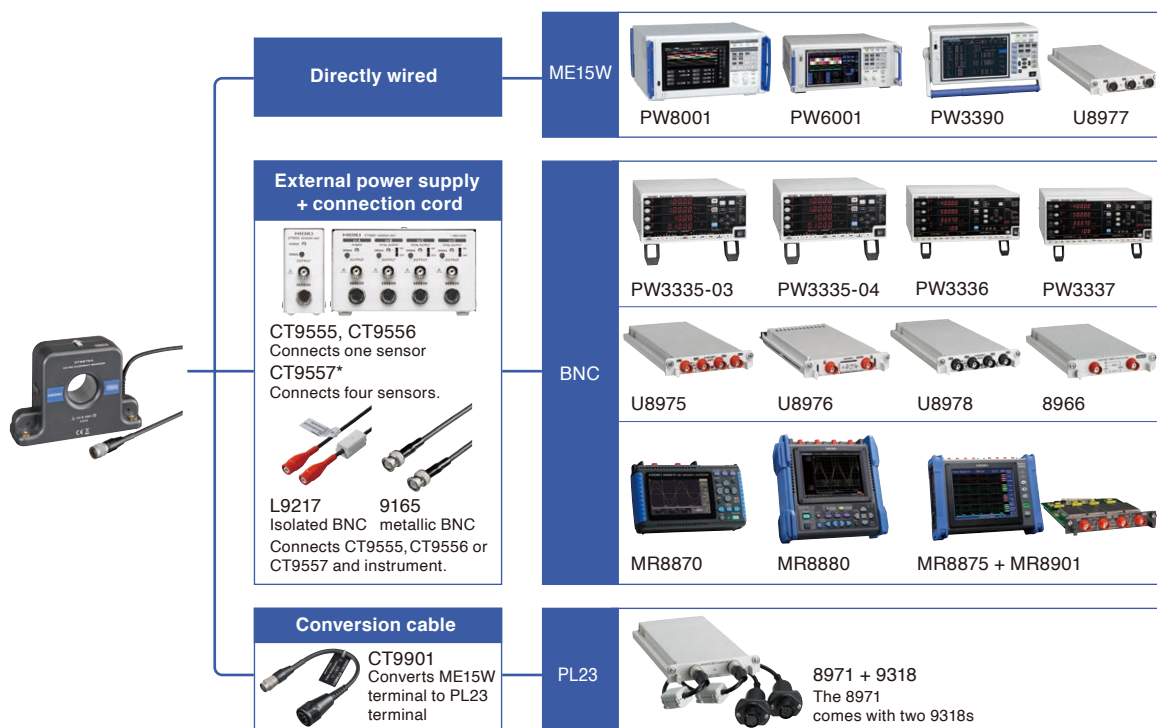 Directly wired
ME15W
PW8001
PW6001
PW3390
U8977
External power supply
+ connection cord
HIOKI
CT9555, CT9556
Connects one sensor
CT9557*
Connects four sensors.
L9217
Isolated BNC
9165
metallic BNC
Connects CT9555, CT9556 or
CT9557 and instrument.
BNC
PW3335-03
PW3335-04
PW3336
PW3337
U8975
U8976
U8978
8966
MR8870
MR8880
MR8875 + MR8901
HIOKI
Conversion cable
CT9901
Converts ME15W
terminal to PL23
terminal
PL23
8971 + 9318
The 8971
comes with two 9318s